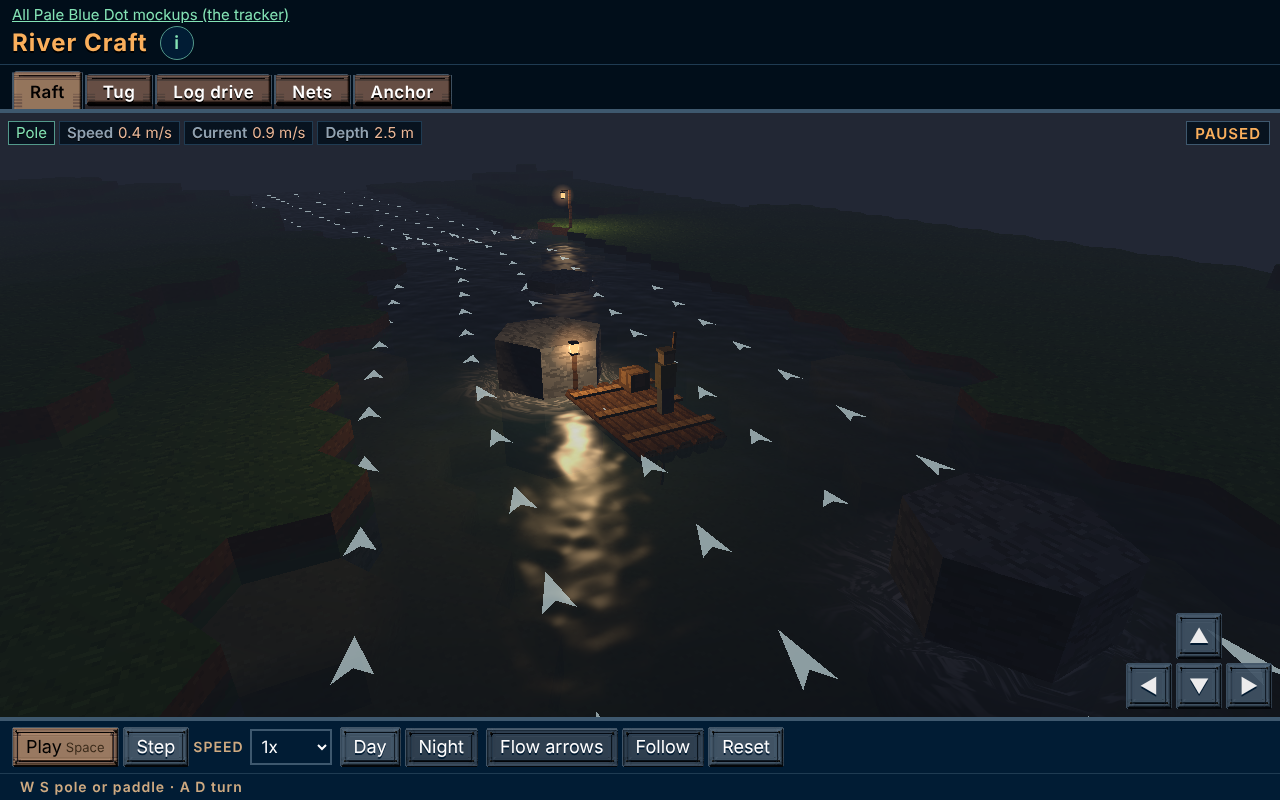 All Pale Blue Dot mockups (the tracker)
River Craft i
Raft Tug Log drive Nets Anchor
Pole Speed 0.4 m/s Current 0.9 m/s Depth 2.5 m PAUSED
Play Space Step SPEED 1x Day Night Flow arrows Follow Reset
W S pole or paddle · A D turn